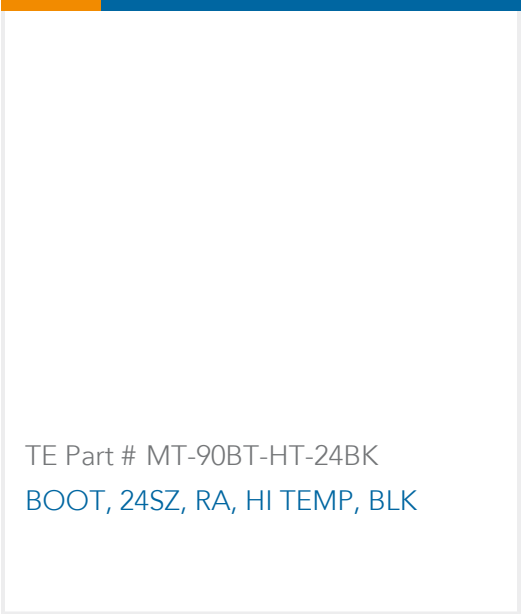 TE Part # MT-90BT-HT-24BK
BOOT, 24SZ, RA, HI TEMP, BLK